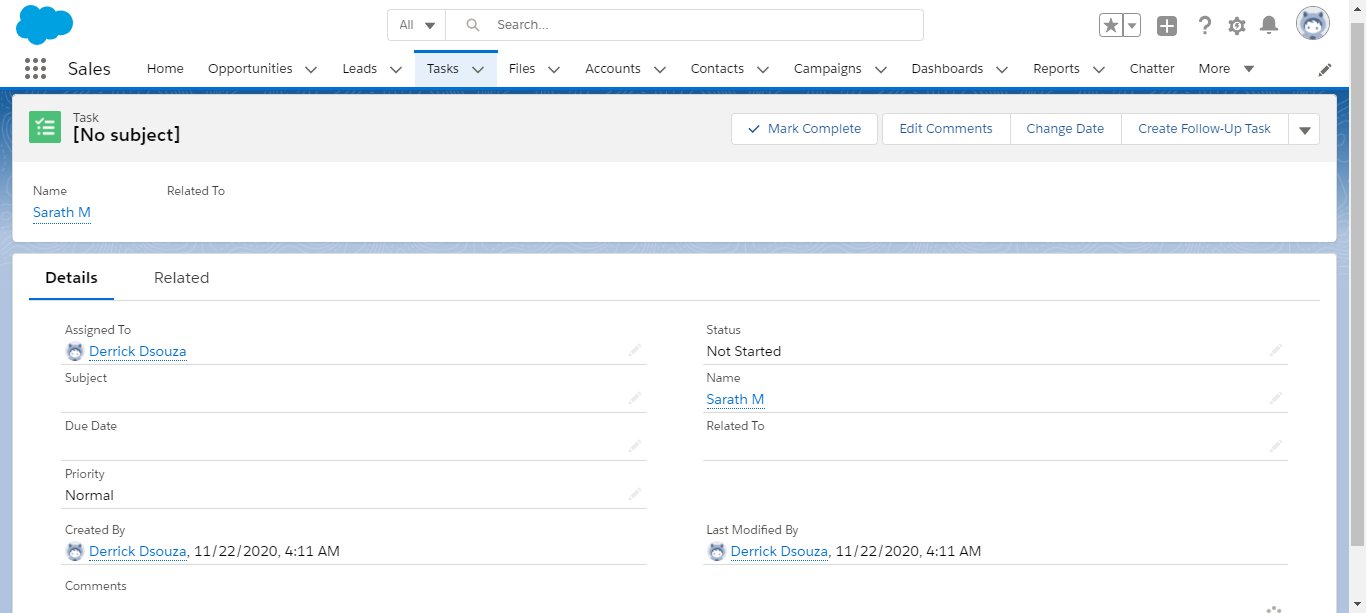 All
Search...
Sales
Home
Opportunities
Leads
Tasks
Files
Accounts
Contacts
Campaigns
Dashboards
Reports
Chatter
More
Task
[No subject]
Mark Complete
Edit Comments
Change Date
Create Follow-Up Task
Name
Related To
Sarath M
Details
Related
Assigned To
Status
Derrick Dsouza
Not Started
Subject
Name
Sarath M
Due Date
Related To
Priority
Normal
Created By
Last Modified By
Derrick Dsouza, 11/22/2020, 4:11 AM
Derrick Dsouza, 11/22/2020, 4:11 AM
Comments